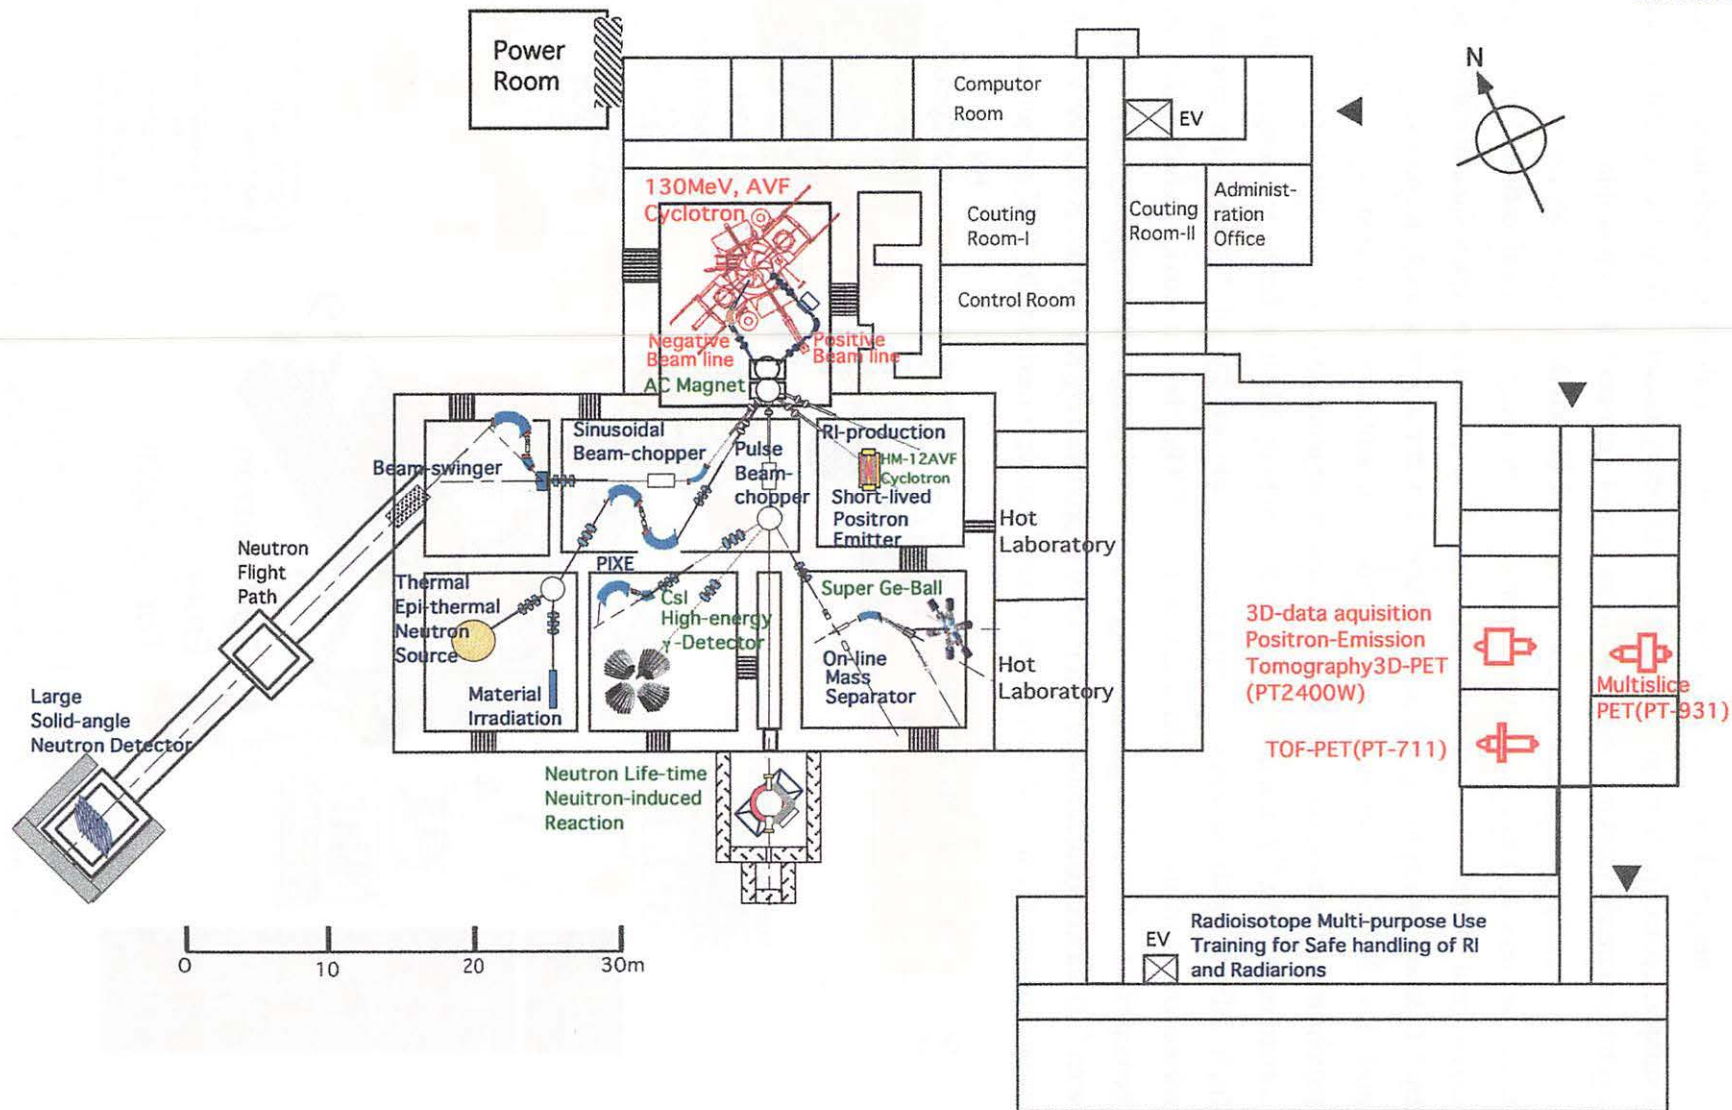 Power
Room
Computor
Room
EV
N
130MeV, AVF
Cyclotron
Couting
Room-I
Couting
Room-II
Administ-
ration
Office
Control Room
Negative
Beam line
Positive
Beam line
AC Magnet
Beam-swinger
Sinusoidal
Beam-chopper
Pulse
Beam-
chopper
RI-production
HM-12AVF
Cyclotron
Short-lived
Positron
Emitter
Hot
Laboratory
Neutron
Flight
Path
PIXE
Thermal
Epi-thermal
Neutron
Source
Material
Irradiation
CsI
High-energy
γ-Detector
Super Ge-Ball
On-line
Mass
Separator
Hot
Laboratory
3D-data aquisition
Positron-Emission
Tomography3D-PET
(PT2400W)
Multislice
PET(PT-931)
TOF-PET(PT-711)
Large
Solid-angle
Neutron Detector
Neutron Life-time
Neuitron-induced
Reaction
0 10 20 30m
EV
Radioisotope Multi-purpose Use
Training for Safe handling of RI
and Radiarions